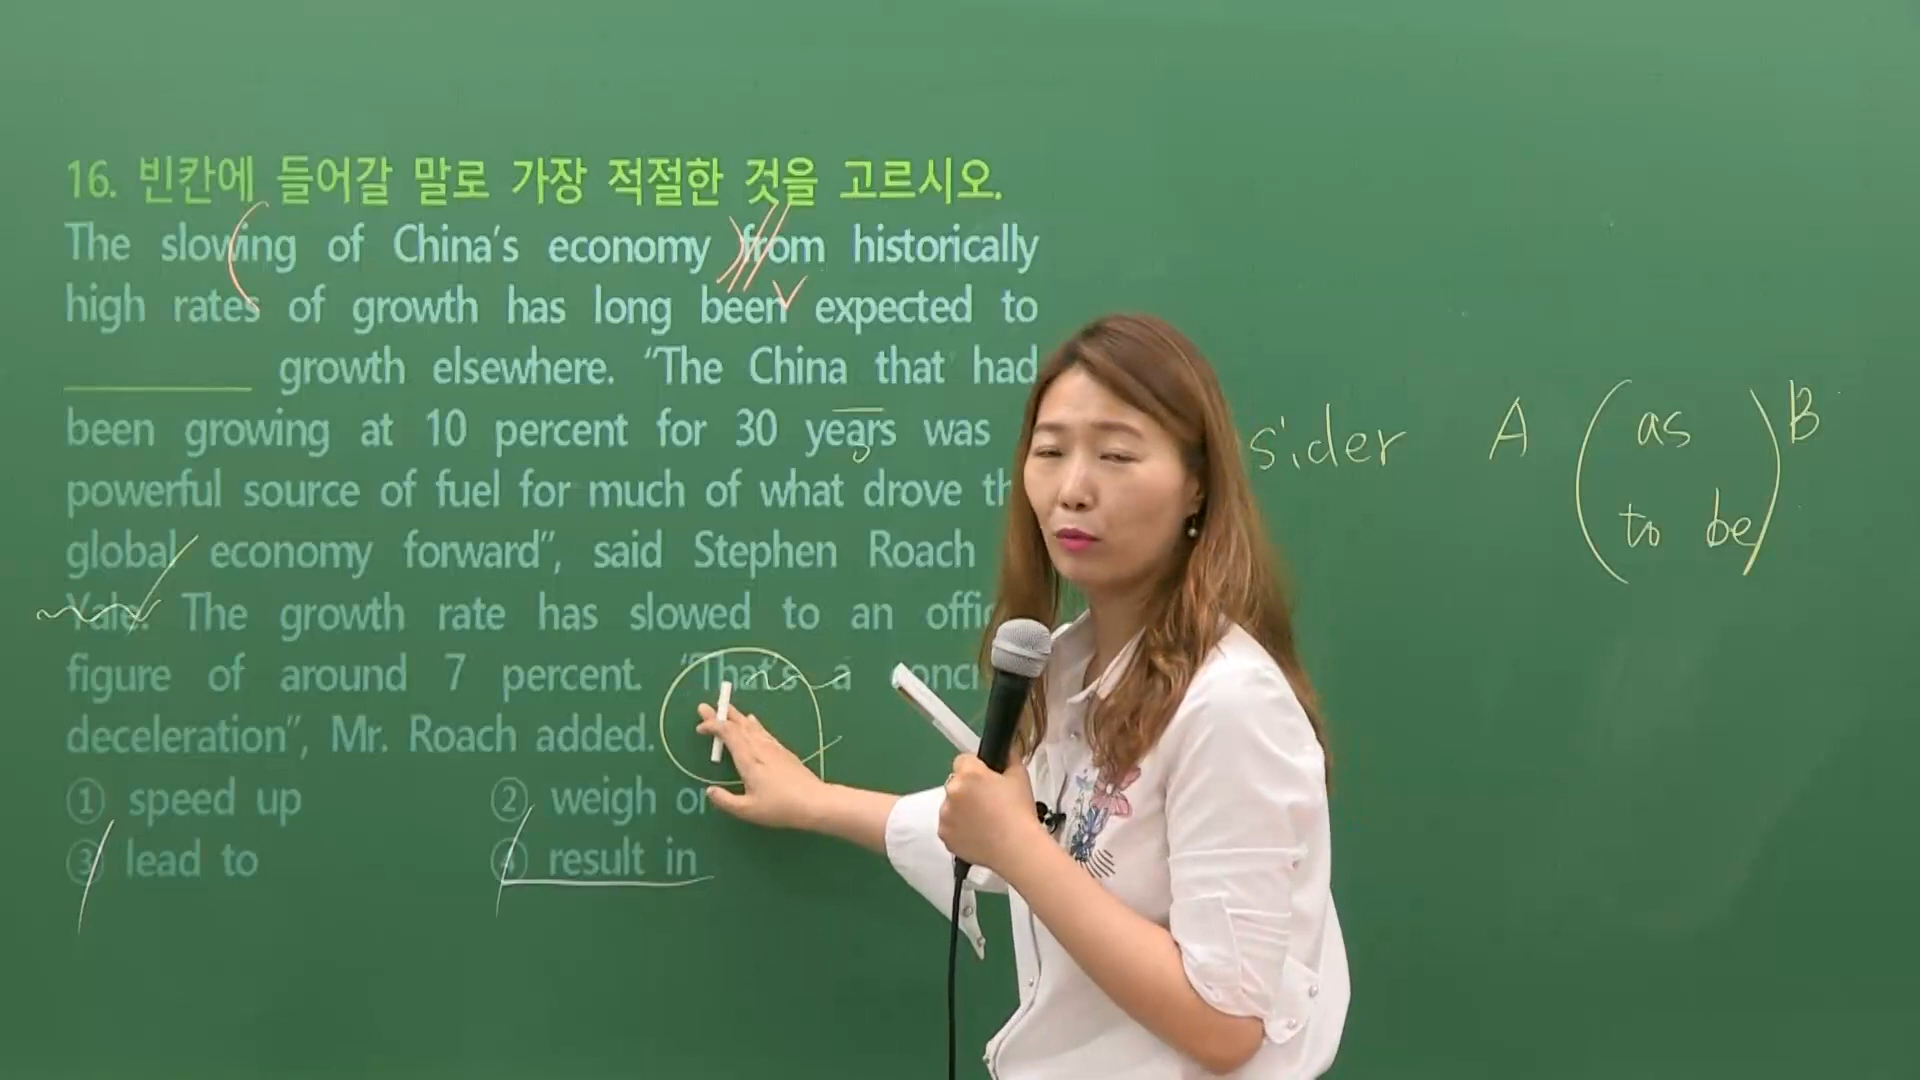 16. 빈칸에 들어갈 말로 가장 적절한 것을 고르시오.
The slowing of China's economy from historically
high rates of growth has long been expected to
________ growth elsewhere. "The China that had
been growing at 10 percent for 30 years was
powerful source of fuel for much of what drove
global economy forward", said Stephen Roach
Yale. The growth rate has slowed to an
figure of around 7 percent. "That's a
deceleration", Mr. Roach added.
① speed up ② weigh
③ lead to ④ result in
sider A ( as
to be ) B